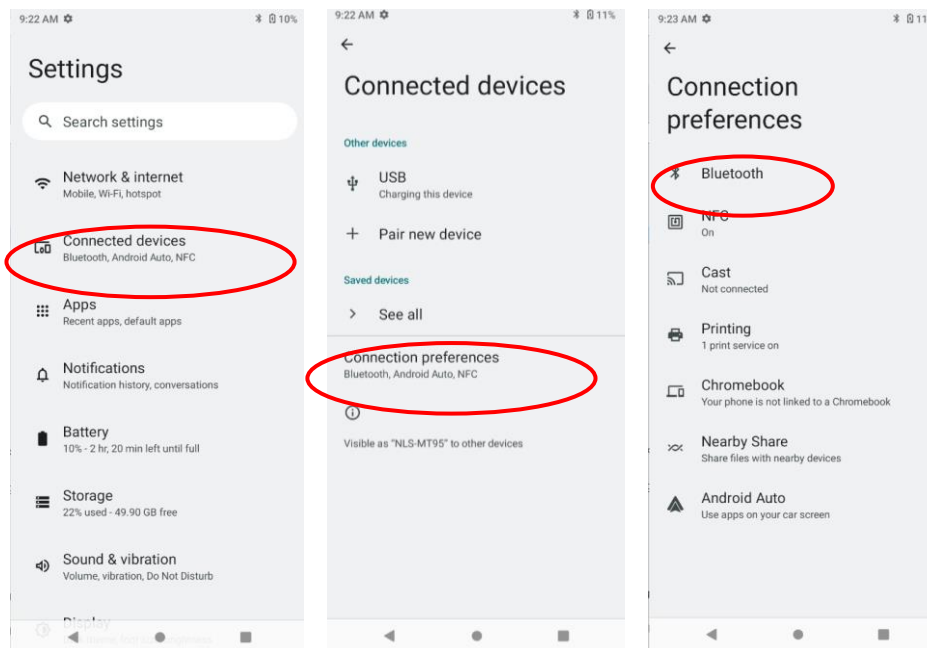 9:22 AM 10%
Settings
Search settings
Network & internet
Mobile, Wi-Fi, hotspot
Connected devices
Bluetooth, Android Auto, NFC
Apps
Recent apps, default apps
Notifications
Notification history, conversations
Battery
10% - 2 hr, 20 min left until full
Storage
22% used - 49.90 GB free
Sound & vibration
Volume, vibration, Do Not Disturb
Display
9:22 AM 11%
Connected devices
Other devices
USB
Charging this device
Pair new device
Saved devices
See all
Connection preferences
Bluetooth, Android Auto, NFC
Visible as "NLS-MT95" to other devices
9:23 AM 11
Connection
preferences
Bluetooth
NFC
On
Cast
Not connected
Printing
1 print service on
Chromebook
Your phone is not linked to a Chromebook
Nearby Share
Share files with nearby devices
Android Auto
Use apps on your car screen